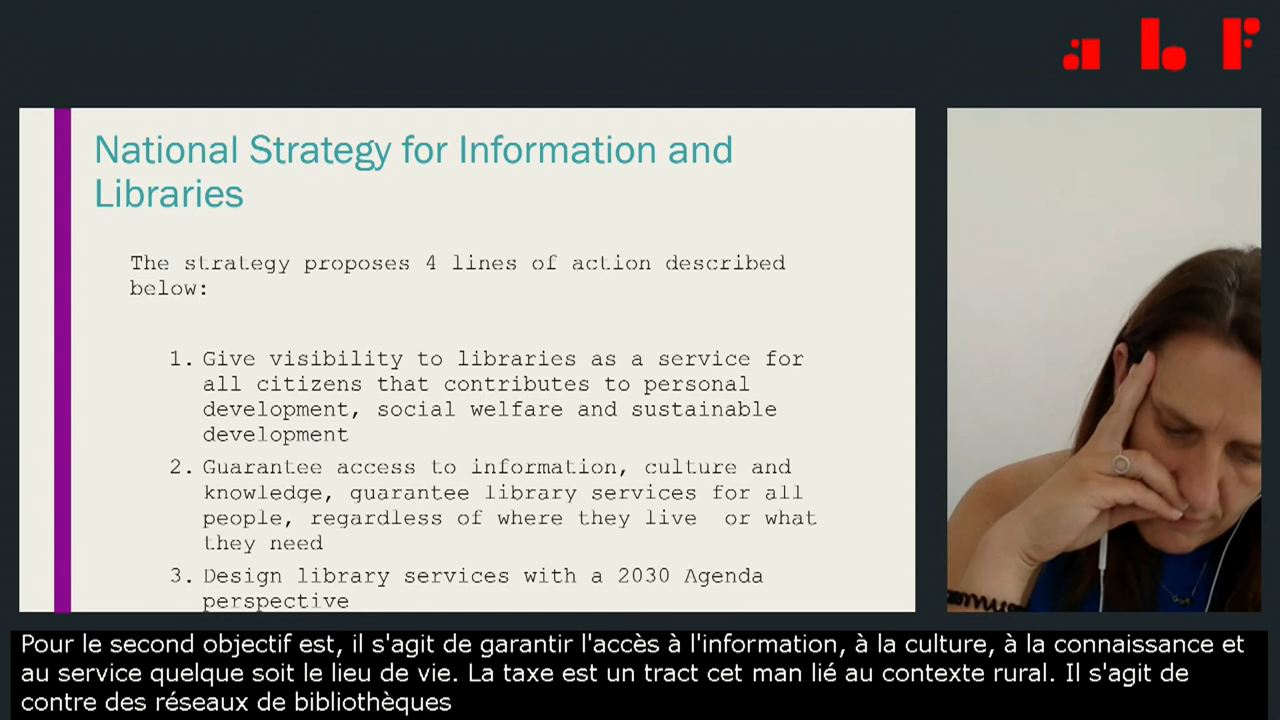 abf
National Strategy for Information and
Libraries
The strategy proposes 4 lines of action described
below:
1. Give visibility to libraries as a service for
all citizens that contributes to personal
development, social welfare and sustainable
development
2. Guarantee access to information, culture and
knowledge, guarantee library services for all
people, regardless of where they live or what
they need
3. Design library services with a 2030 Agenda
perspective
Pour le second objectif est, il s'agit de garantir l'accès à l'information, à la culture, à la connaissance et
au service quelque soit le lieu de vie. La taxe est un tract cet man lié au contexte rural. Il s'agit de
contre des réseaux de bibliothèques